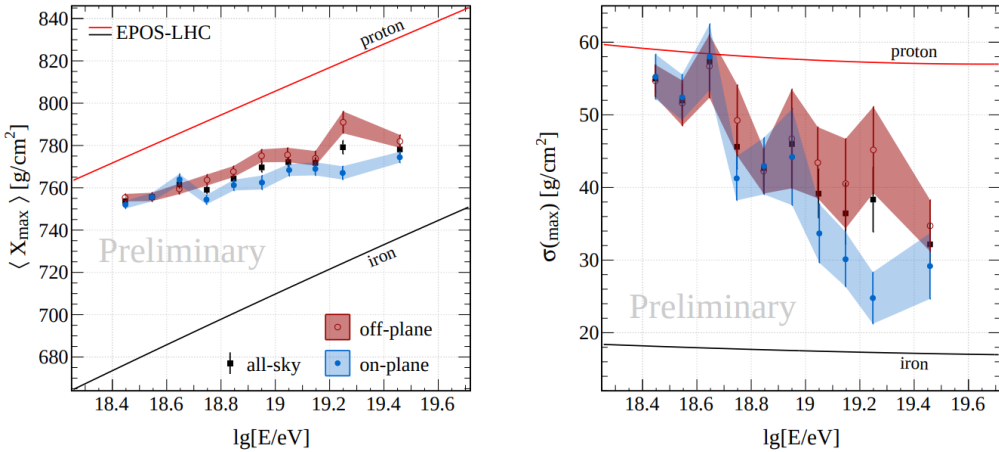 840
820
800
780
760
740
720
700
680
⟨ X_max ⟩ [g/cm²]
EPOS-LHC
proton
iron
Preliminary
off-plane
all-sky
on-plane
18.4 18.6 18.8 19 19.2 19.4 19.6
lg[E/eV]
60
50
40
30
20
σ(max) [g/cm²]
proton
Preliminary
iron
18.4 18.6 18.8 19 19.2 19.4 19.6
lg[E/eV]